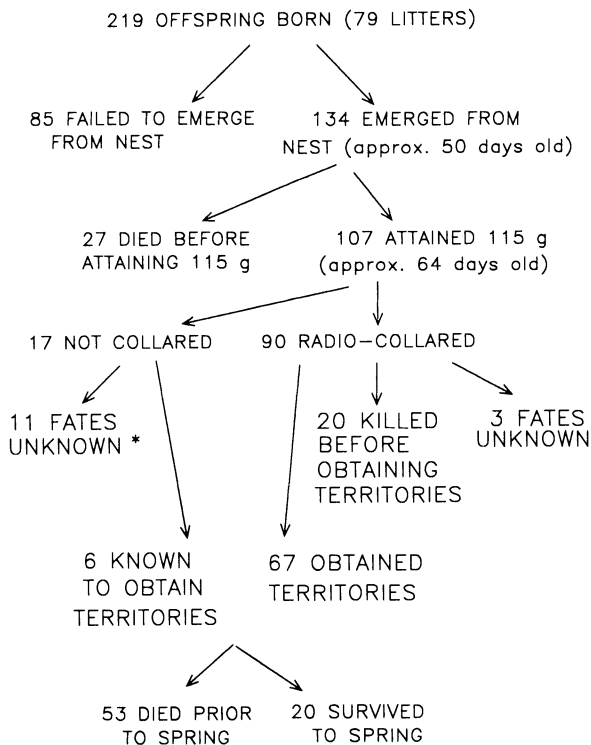 219 OFFSPRING BORN (79 LITTERS)
85 FAILED TO EMERGE
FROM NEST
134 EMERGED FROM
NEST (approx. 50 days old)
27 DIED BEFORE
ATTAINING 115 g
107 ATTAINED 115 g
(approx. 64 days old)
17 NOT COLLARED
90 RADIO-COLLARED
11 FATES
UNKNOWN *
20 KILLED
BEFORE
OBTAINING
TERRITORIES
3 FATES
UNKNOWN
6 KNOWN
TO OBTAIN
TERRITORIES
67 OBTAINED
TERRITORIES
53 DIED PRIOR
TO SPRING
20 SURVIVED
TO SPRING